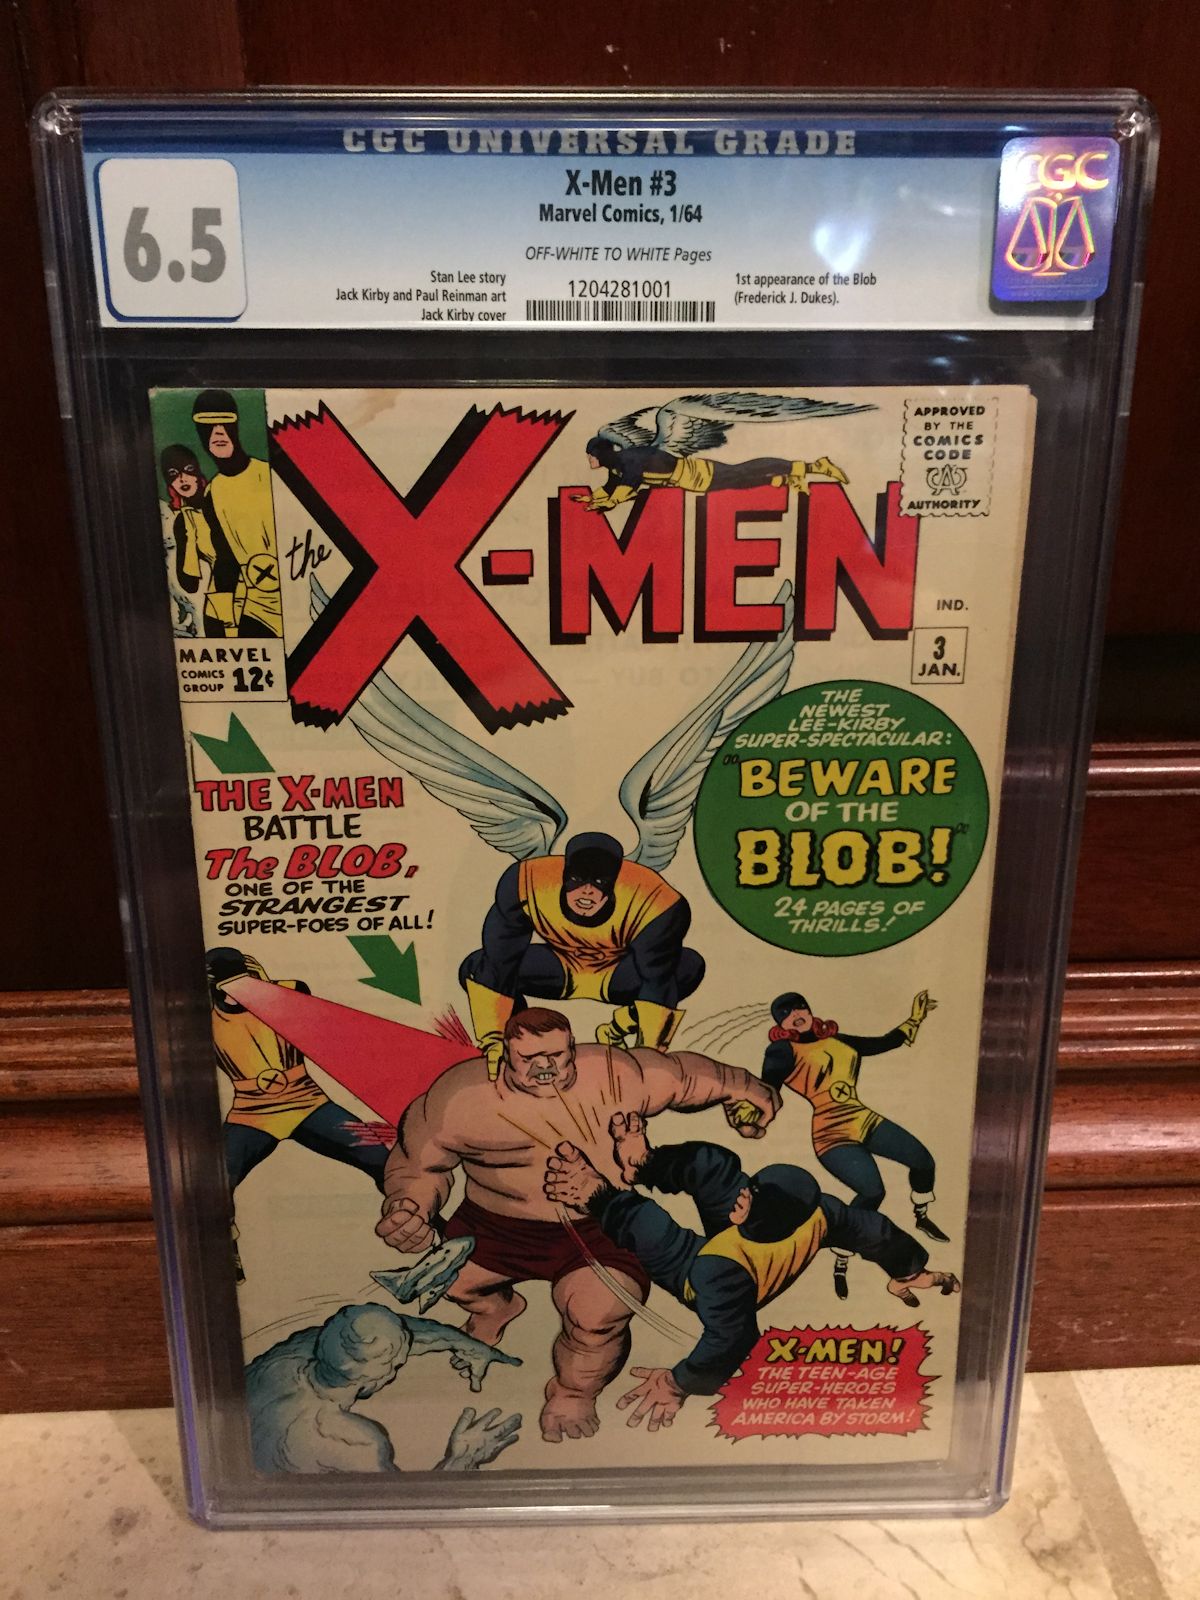 CGC UNIVERSAL GRADE
6.5
X-Men #3
Marvel Comics, 1/64
OFF-WHITE TO WHITE Pages
Stan Lee story
Jack Kirby and Paul Reinman art
Jack Kirby cover
1204281001
1st appearance of the Blob
(Frederick J. Dukes).
CGC
the X-MEN
APPROVED
BY THE
COMICS
CODE
CA
AUTHORITY
IND.
3
JAN.
MARVEL
COMICS
GROUP 12¢
THE
NEWEST
LEE-KIRBY
SUPER-SPECTACULAR:
"BEWARE
OF THE
BLOB!"
24 PAGES OF
THRILLS!
THE X-MEN
BATTLE
The BLOB,
ONE OF THE
STRANGEST
SUPER-FOES OF ALL!
X-MEN!
THE TEEN-AGE
SUPER-HEROES
WHO HAVE TAKEN
AMERICA BY STORM!